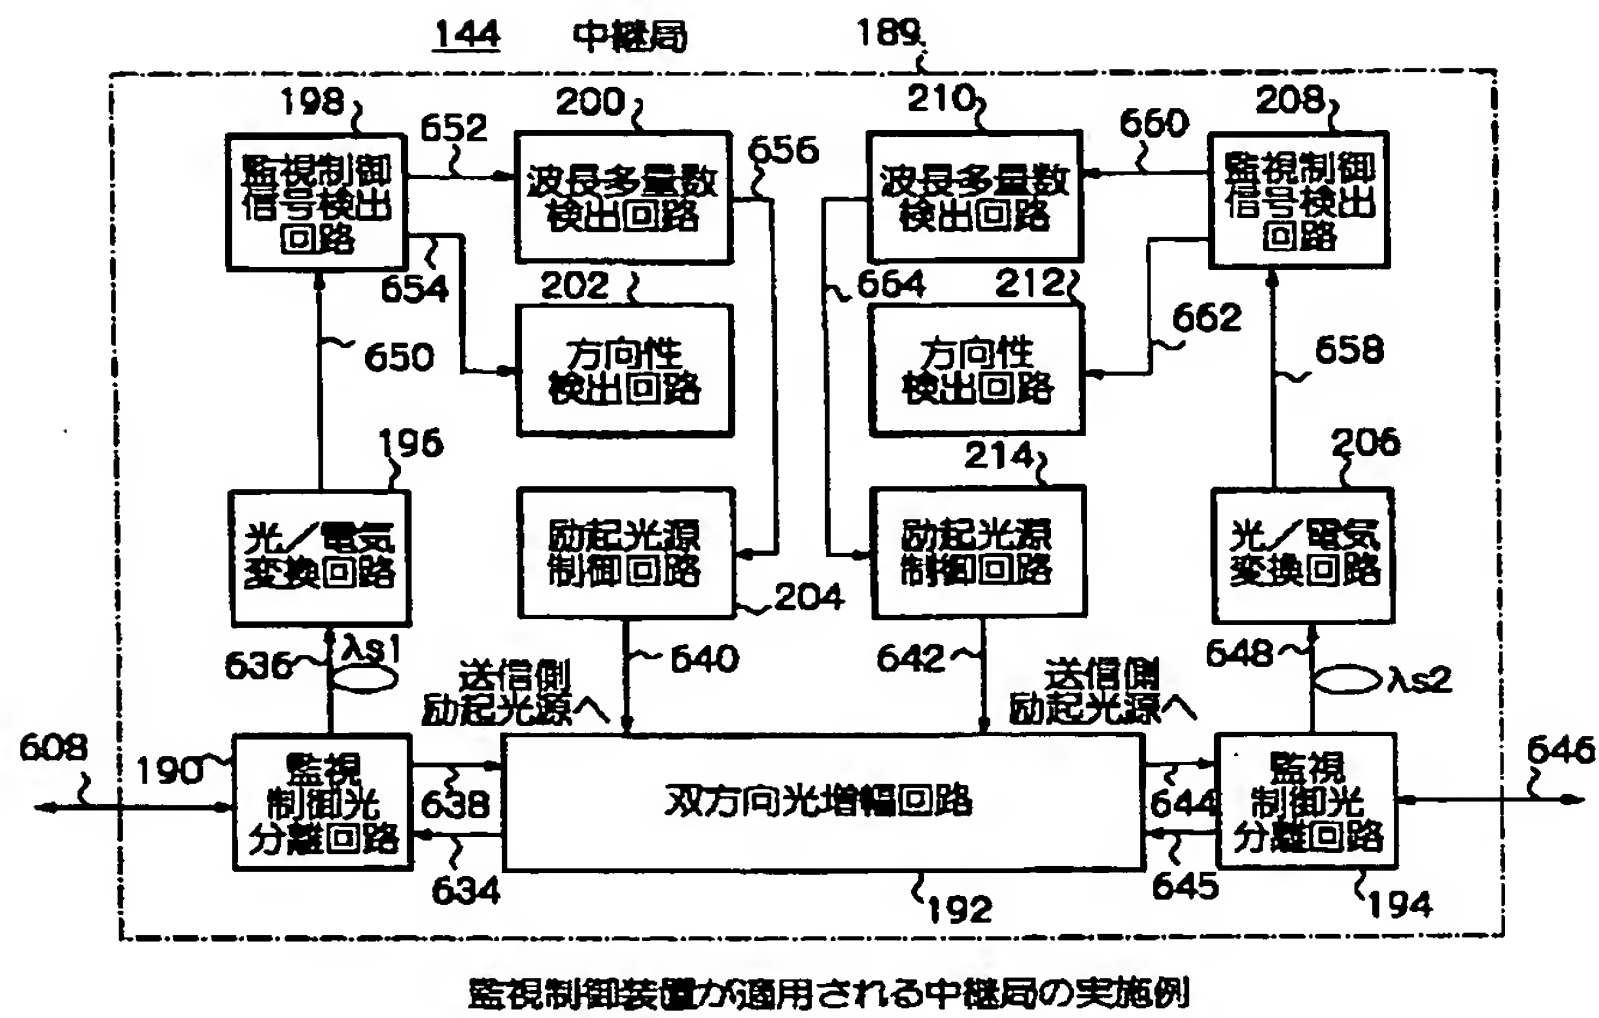 144 中継局 189
198 200 210 208
652 656 660
監視制御
信号検出
回路
波長多量数
検出回路
波長多量数
検出回路
監視制御
信号検出
回路
654 202 664 212 662
650 658
方向性
検出回路
方向性
検出回路
196 214 206
光/電気
変換回路
励起光源
制御回路
励起光源
制御回路
光/電気
変換回路
204
636 λs1 640 642 648 λs2
送信側
励起光源へ
送信側
励起光源へ
608 190 646
監視
制御光
分離回路
638
634
双方向光増幅回路
644
645
監視
制御光
分離回路
192 194
監視制御装置が適用される中継局の実施例